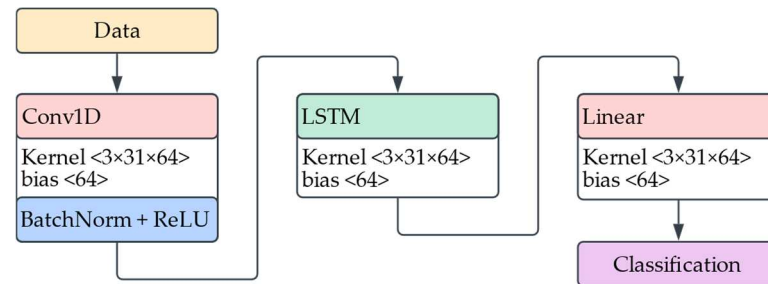 Data
Conv1D
Kernel <3×31×64>
bias <64>
BatchNorm + ReLU
LSTM
Kernel <3×31×64>
bias <64>
Linear
Kernel <3×31×64>
bias <64>
Classification